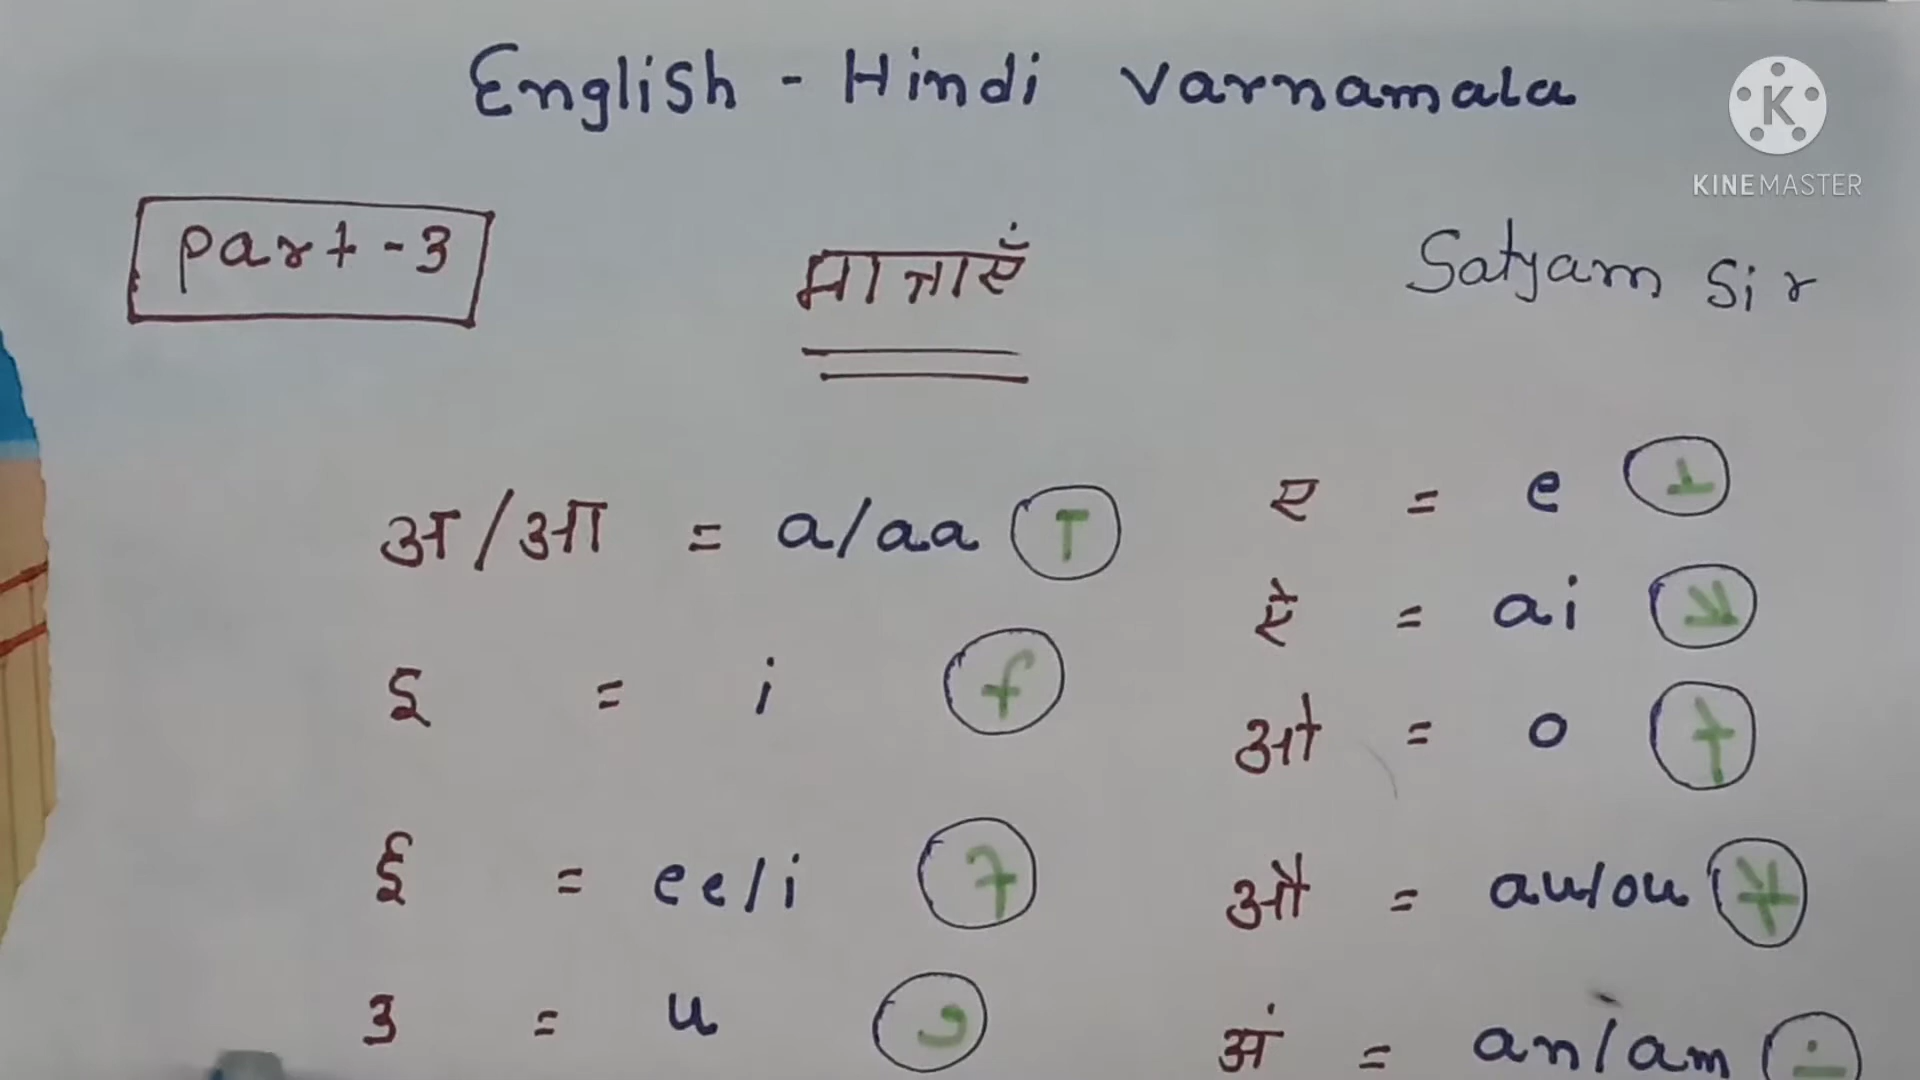 English - Hindi Varnamala
KINEMASTER
Part - 3
मात्राएँ
Satyam Sir
अ/आ = a/aa ा
इ = i ि
ई = ee/i ी
उ = u ु
ए = e े
ऐ = ai ै
ओ = o ो
औ = au/ou ौ
अं = an/am ं